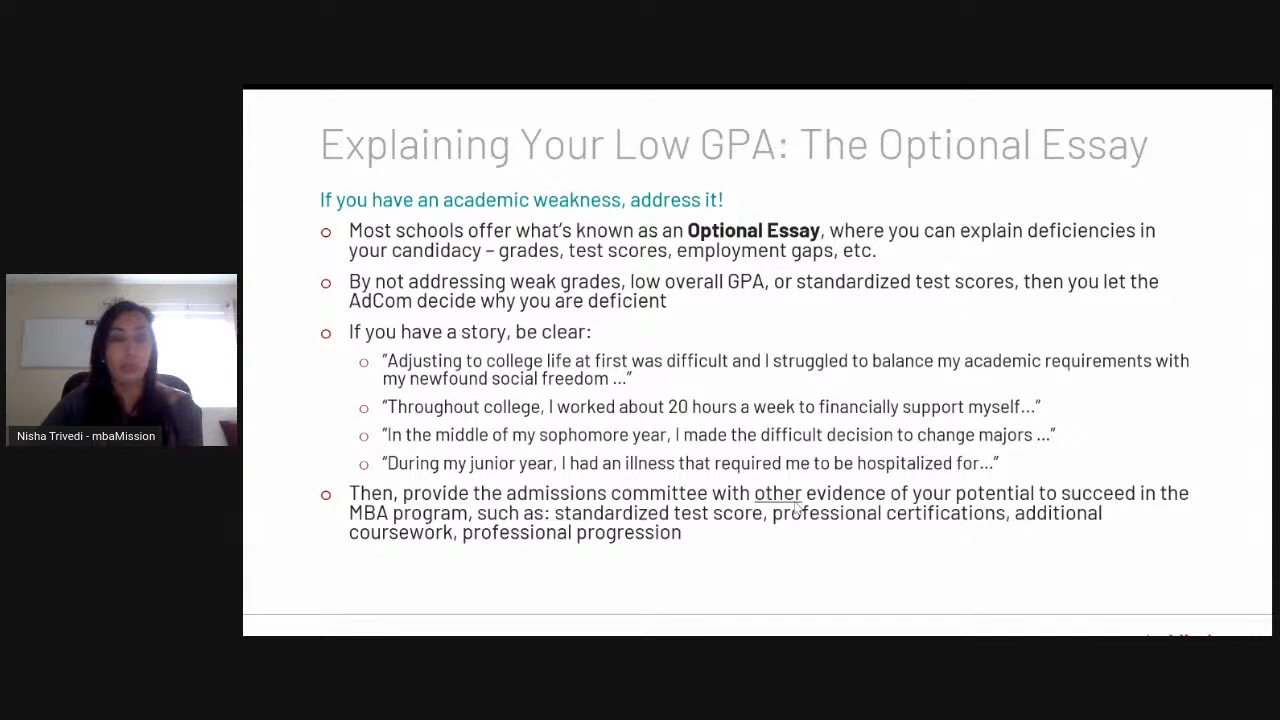 Explaining Your Low GPA: The Optional Essay
If you have an academic weakness, address it!
o Most schools offer what's known as an Optional Essay, where you can explain deficiencies in
your candidacy – grades, test scores, employment gaps, etc.
o By not addressing weak grades, low overall GPA, or standardized test scores, then you let the
AdCom decide why you are deficient
o If you have a story, be clear:
o "Adjusting to college life at first was difficult and I struggled to balance my academic requirements with
my newfound social freedom ..."
o "Throughout college, I worked about 20 hours a week to financially support myself..."
o "In the middle of my sophomore year, I made the difficult decision to change majors ..."
o "During my junior year, I had an illness that required me to be hospitalized for..."
o Then, provide the admissions committee with other evidence of your potential to succeed in the
MBA program, such as: standardized test score, professional certifications, additional
coursework, professional progression
Nisha Trivedi - mbaMission